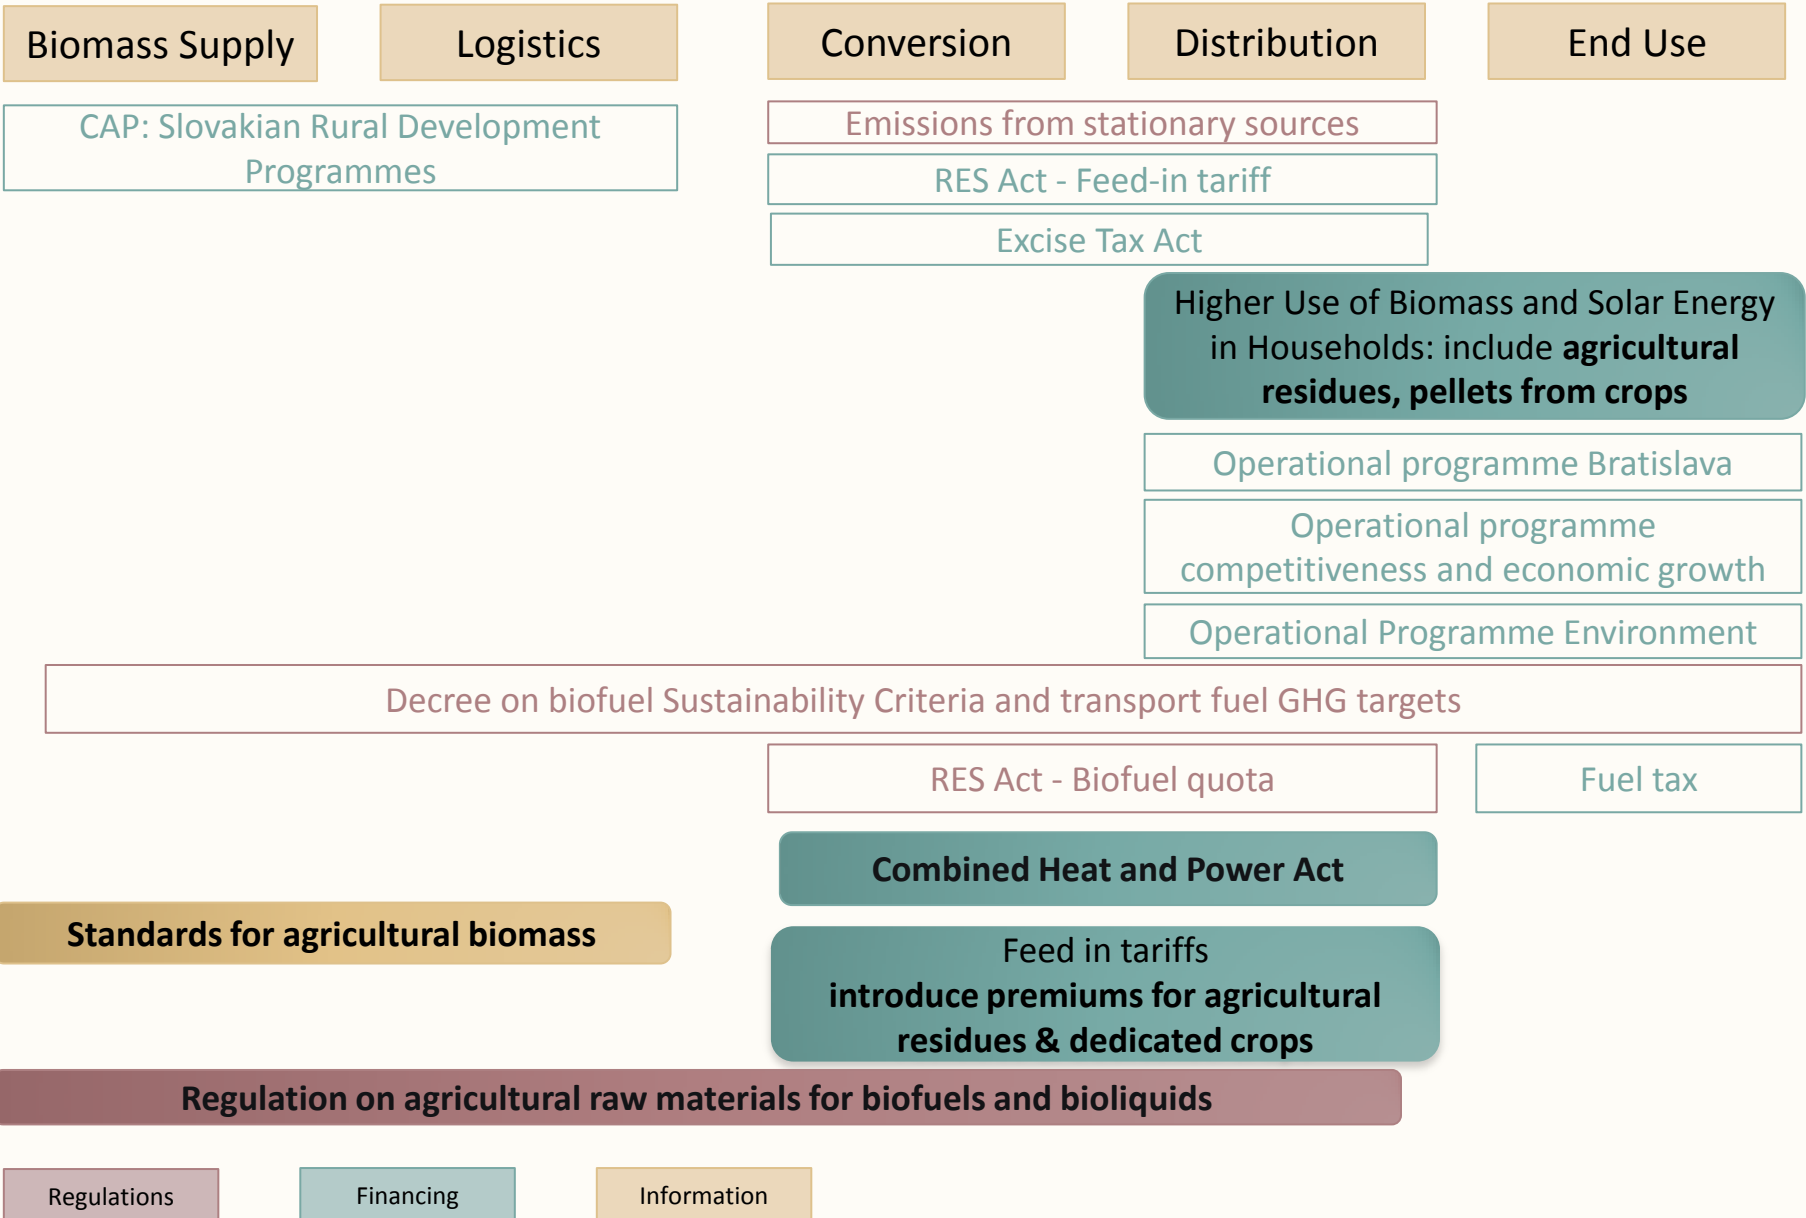 Biomass Supply
Logistics
Conversion
Distribution
End Use
CAP: Slovakian Rural Development
Programmes
Emissions from stationary sources
RES Act - Feed-in tariff
Excise Tax Act
Higher Use of Biomass and Solar Energy
in Households: include agricultural
residues, pellets from crops
Operational programme Bratislava
Operational programme
competitiveness and economic growth
Operational Programme Environment
Decree on biofuel Sustainability Criteria and transport fuel GHG targets
RES Act - Biofuel quota
Fuel tax
Combined Heat and Power Act
Standards for agricultural biomass
Feed in tariffs
introduce premiums for agricultural
residues & dedicated crops
Regulation on agricultural raw materials for biofuels and bioliquids
Regulations
Financing
Information